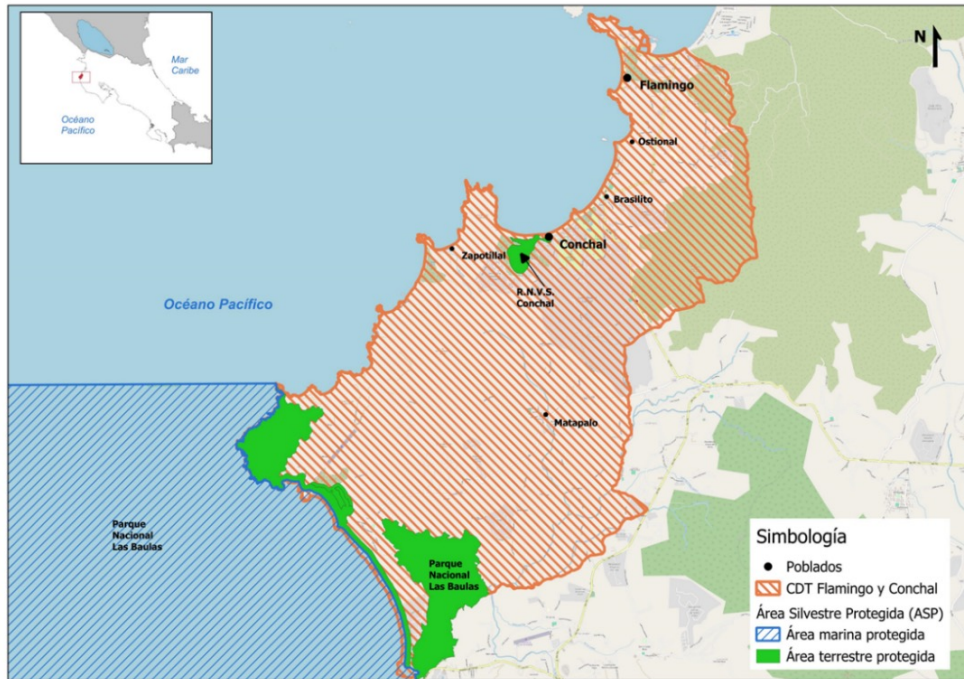 Mar
Caribe
Océano
Pacífico
N
Flamingo
Ostional
Brasilito
Conchal
Zapotillal
R.N.V.S.
Conchal
Océano Pacífico
Matapalo
Parque
Nacional
Las Baulas
Parque
Nacional
Las Baulas
Simbología
Poblados
CDT Flamingo y Conchal
Área Silvestre Protegida (ASP)
Área marina protegida
Área terrestre protegida